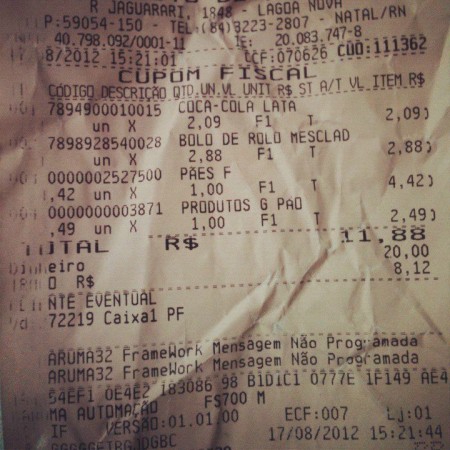 R JAGUARARI, 1848 - LAGOA NOVA
P:59054-150 - TEL:(84)3223-2807 - NATAL/RN
40.798.092/0001-11 IE: 20.083.747-8
8/2012 15:21:01 CCF:070626 COO:111362
CUPOM FISCAL
CÓDIGO DESCRIÇÃO QTD.UN.VL UNIT R$ ST A/T VL ITEM R$
7894900010015 COCA-COLA LATA
un X 2,09 F1 T 2,09)
7898928540028 BOLO DE ROLO MESCLAD
un X 2,88 F1 T 2,88)
0000002527500 PAES F
,42 un X 1,00 F1 T 4,42)
0000000003871 PRODUTOS G PAO
,49 un X 1,00 F1 T 2,49)
TOTAL R$ 11,88
Dinheiro 20,00
O R$ 8,12
NTE EVENTUAL
72219 Caixa1 PF
ARUMA32 FrameWork Mensagem Não Programada
ARUMA32 FrameWork Mensagem Não Programada
54EF1 0E4E2 183086 98 BIDICI 0777E 1F149 AE4
MA AUTOMAÇÃO FS700 M
IF VERSÃO:01.01.00 ECF:007 Lj:01
17/08/2012 15:21:44